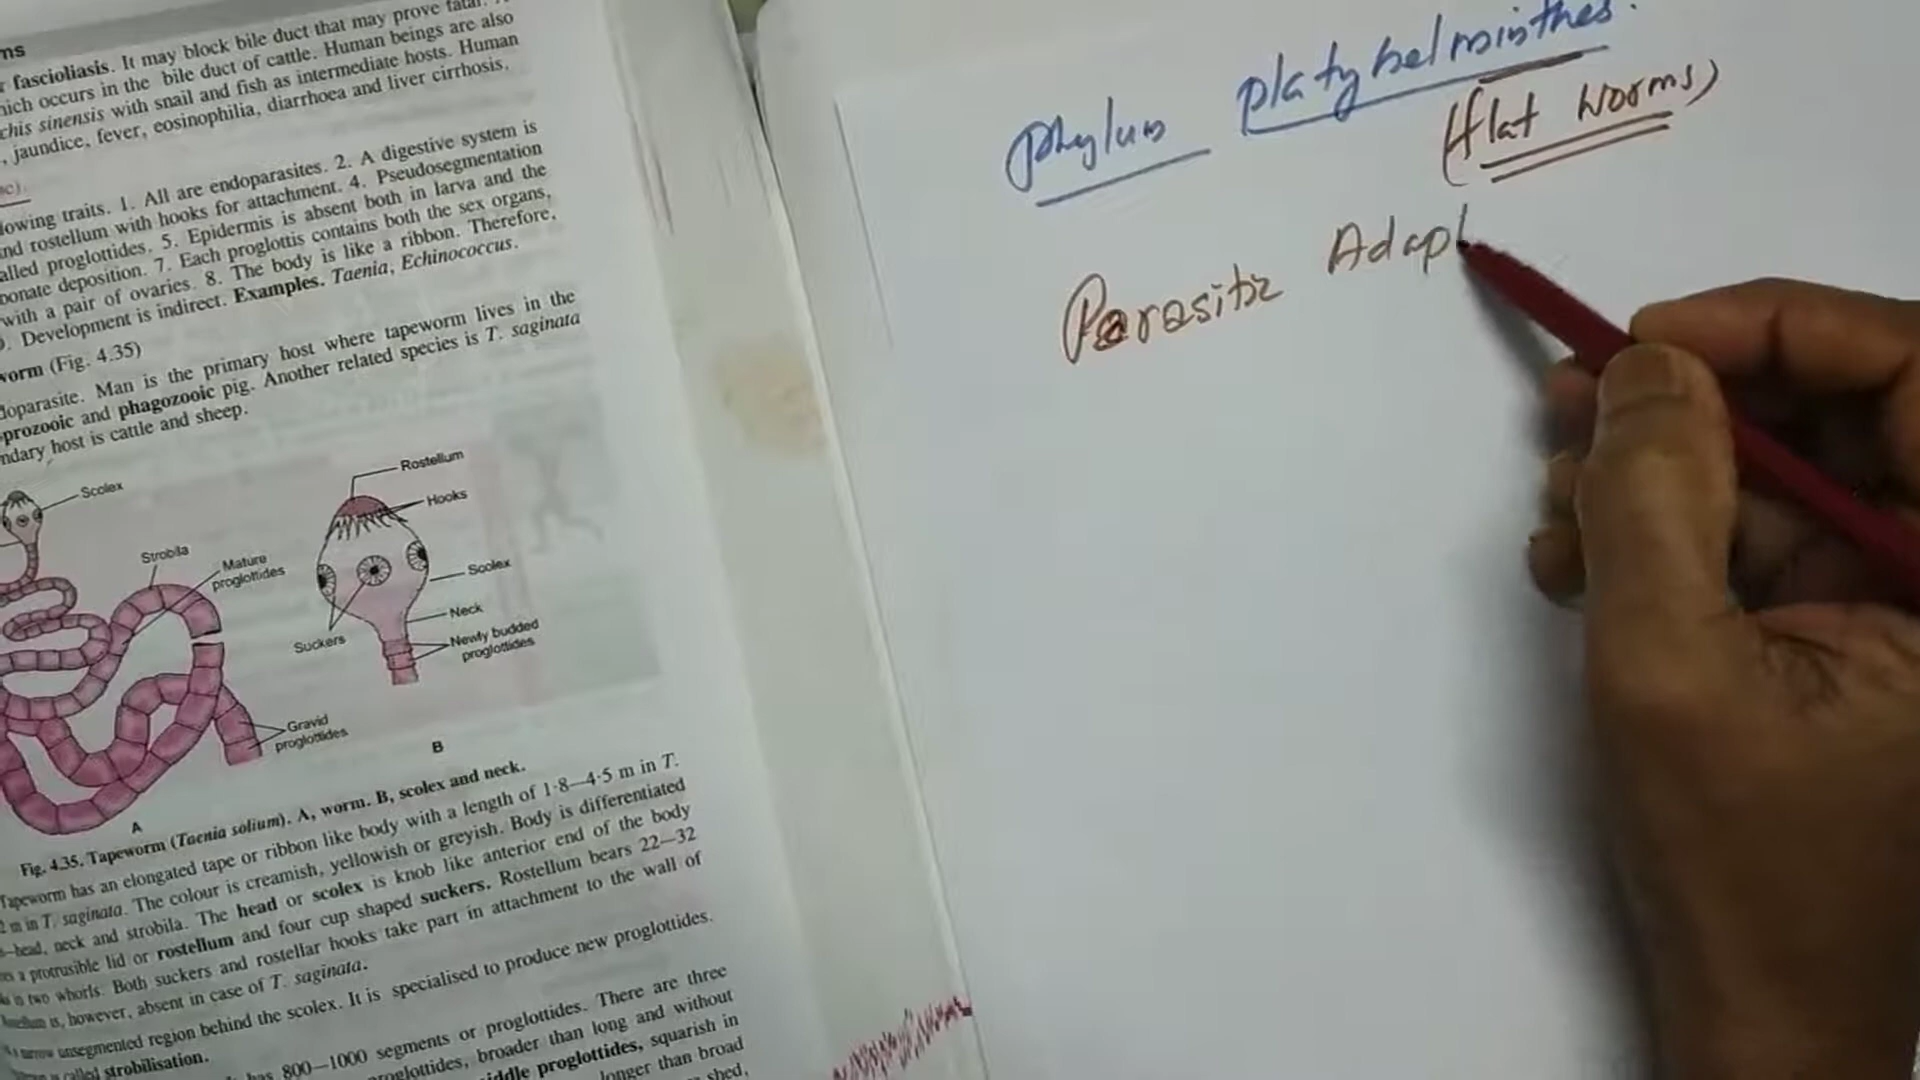 ms
fascioliasis. It may block bile duct that may prove fatal.
which occurs in the bile duct of cattle. Human beings are also
chis sinensis with snail and fish as intermediate hosts. Human
, jaundice, fever, eosinophilia, diarrhoea and liver cirrhosis.
lowing traits. 1. All are endoparasites. 2. A digestive system is
nd rostellum with hooks for attachment. 4. Pseudosegmentation
alled proglottides. 5. Epidermis is absent both in larva and the
bonate deposition. 7. Each proglottis contains both the sex organs,
with a pair of ovaries. 8. The body is like a ribbon. Therefore,
. Development is indirect. Examples. Taenia, Echinococcus.
worm (Fig. 4.35)
doparasite. Man is the primary host where tapeworm lives in the
prozooic and phagozooic pig. Another related species is T. saginata
ndary host is cattle and sheep.
Scolex
Strobila
Mature
proglottides
Gravid
proglottides
A
Rostellum
Hooks
Scolex
Neck
Suckers
Newly budded
proglottides
B
Fig. 4.35. Tapeworm (Taenia solium). A, worm. B, scolex and neck.
Tapeworm has an elongated tape or ribbon like body with a length of 1·8—4·5 m in T.
m in T. saginata. The colour is creamish, yellowish or greyish. Body is differentiated
—head, neck and strobila. The head or scolex is knob like anterior end of the body
a protrusible lid or rostellum and four cup shaped suckers. Rostellum bears 22—32
in two whorls. Both suckers and rostellar hooks take part in attachment to the wall of
is, however, absent in case of T. saginata.
narrow unsegmented region behind the scolex. It is specialised to produce new proglottides.
is called strobilisation.
has 800—1000 segments or proglottides. There are three
proglottides, broader than long and without
middle proglottides, squarish in
longer than broad
shed,
Phylum Platyhelminthes.
(flat worms)
Parasitic Adapt